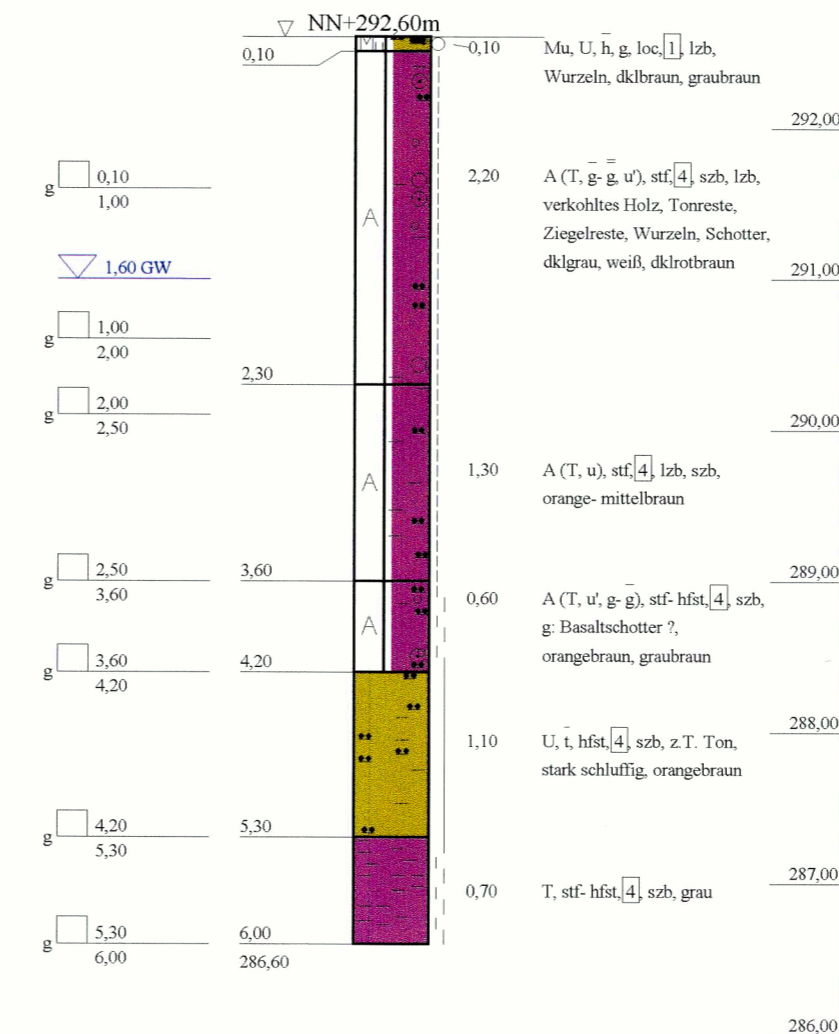 NN+292,60m
0,10
Mu
0,10
Mu, U, h̄, g, loc, 1, lzb,
Wurzeln, dklbraun, graubraun
292,00
g 0,10
1,00
A
2,20
A (T, ḡ- g̿, u'), stf, 4, szb, lzb,
verkohltes Holz, Tonreste,
Ziegelreste, Wurzeln, Schotter,
dklgrau, weiß, dklrotbraun
1,60 GW
291,00
g 1,00
2,00
2,30
g 2,00
2,50
290,00
A
1,30
A (T, u), stf, 4, lzb, szb,
orange- mittelbraun
g 2,50
3,60
3,60
289,00
A
0,60
A (T, u', g- ḡ), stf- hfst, 4, szb,
g: Basaltschotter ?,
orangebraun, graubraun
g 3,60
4,20
4,20
288,00
1,10
U, t̄, hfst, 4, szb, z.T. Ton,
stark schluffig, orangebraun
g 4,20
5,30
5,30
287,00
0,70
T, stf- hfst, 4, szb, grau
g 5,30
6,00
6,00
286,60
286,00